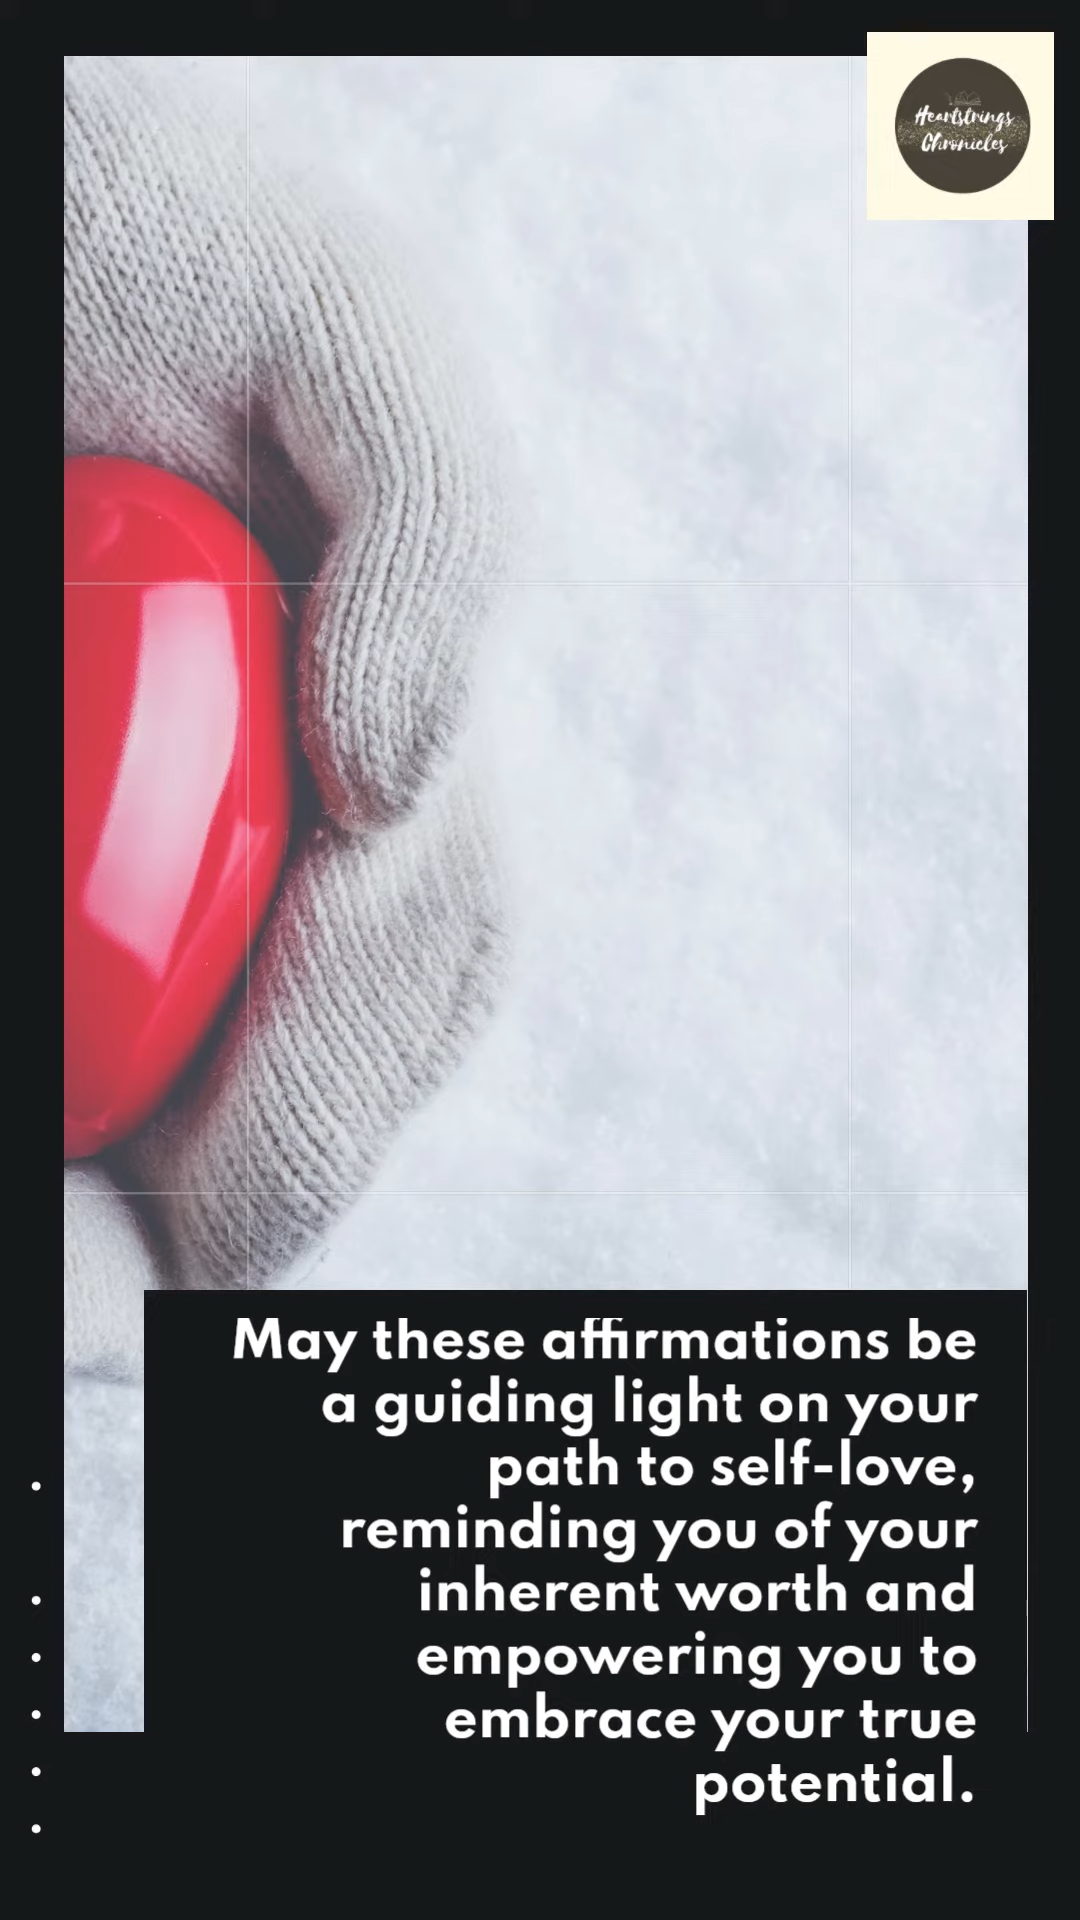 Heartstrings
Chronicles
May these affirmations be
a guiding light on your
path to self-love,
reminding you of your
inherent worth and
empowering you to
embrace your true
potential.